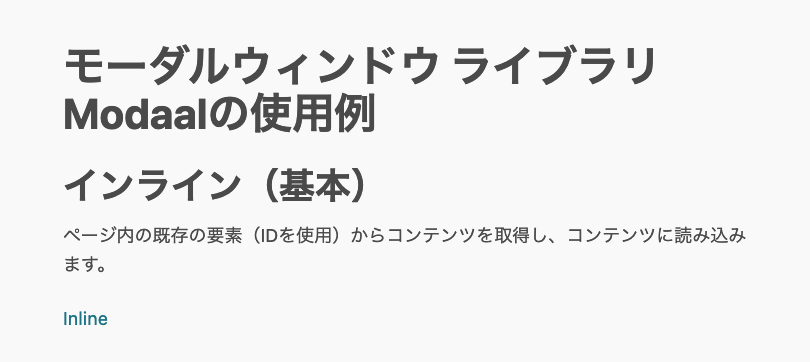 モーダルウィンドウ ライブラリ
Modaalの使用例
インライン（基本）
ページ内の既存の要素（IDを使用）からコンテンツを取得し、コンテンツに読み込み
ます。
Inline